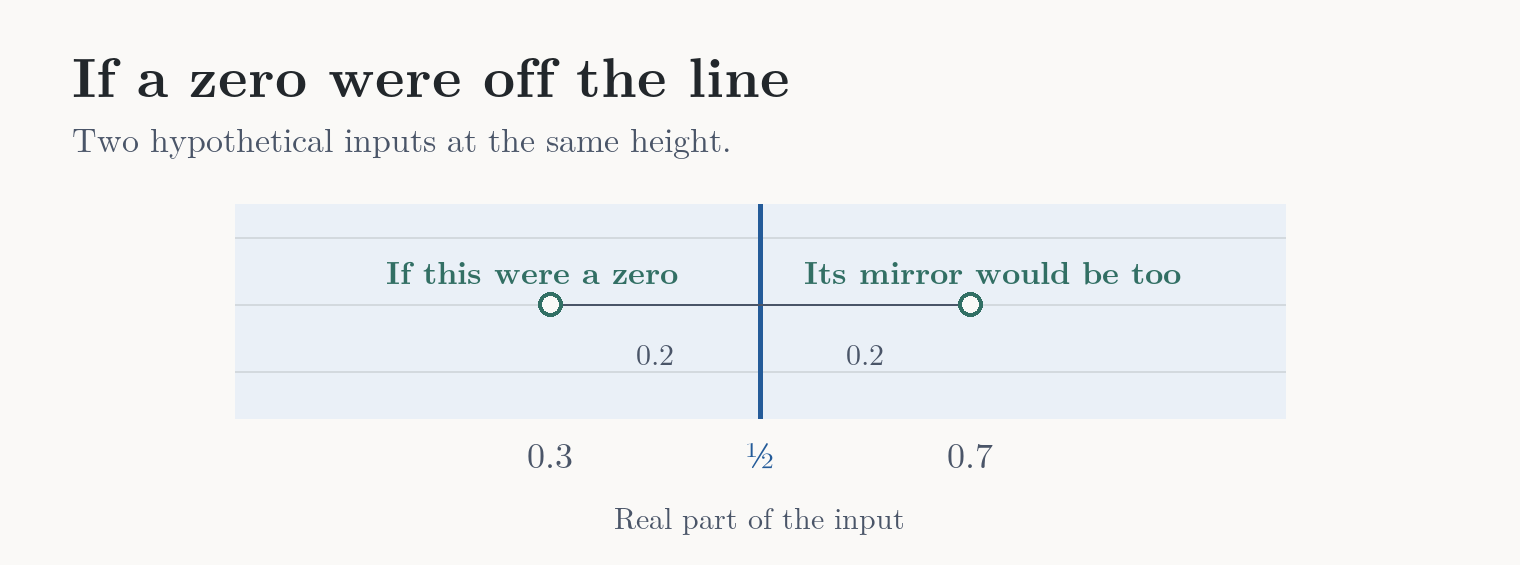 If a zero were off the line
Two hypothetical inputs at the same height.
If this were a zero
Its mirror would be too
0.2
0.2
0.3
½
0.7
Real part of the input